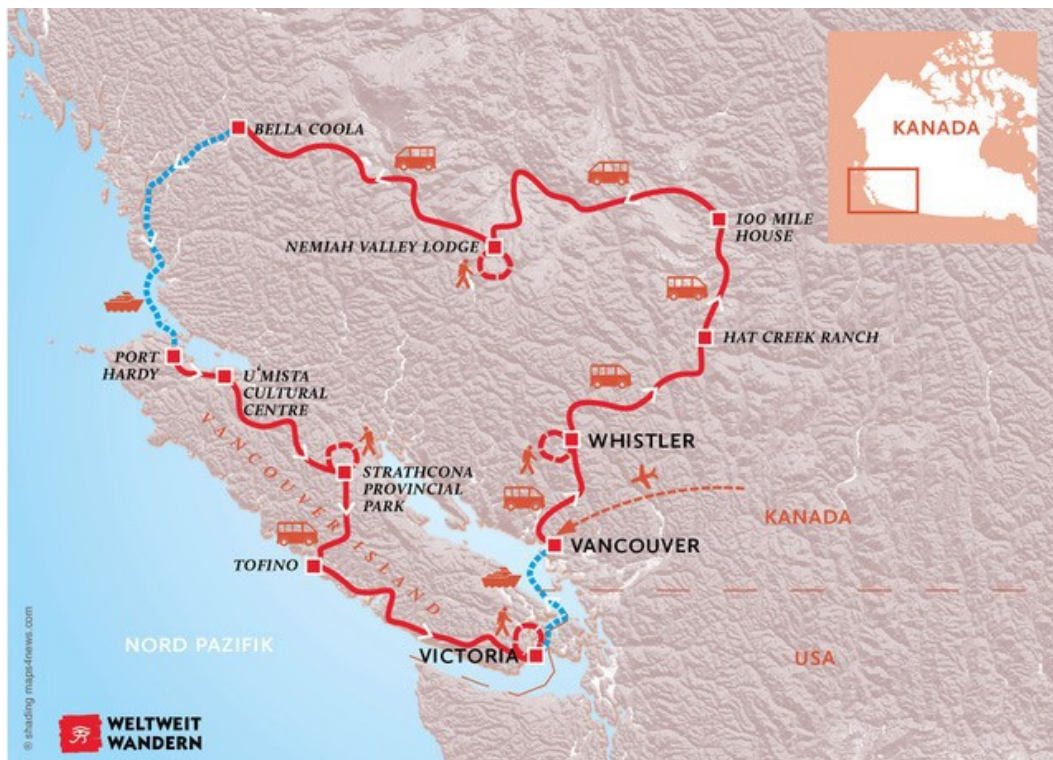 KANADA
BELLA COOLA
100 MILE
HOUSE
NEMIAH VALLEY LODGE
HAT CREEK RANCH
PORT
HARDY
U'MISTA
CULTURAL
CENTRE
VANCOUVER ISLAND
WHISTLER
STRATHCONA
PROVINCIAL
PARK
KANADA
VANCOUVER
TOFINO
NORD PAZIFIK
VICTORIA
USA
© shading maps4news.com
WELTWEIT
WANDERN